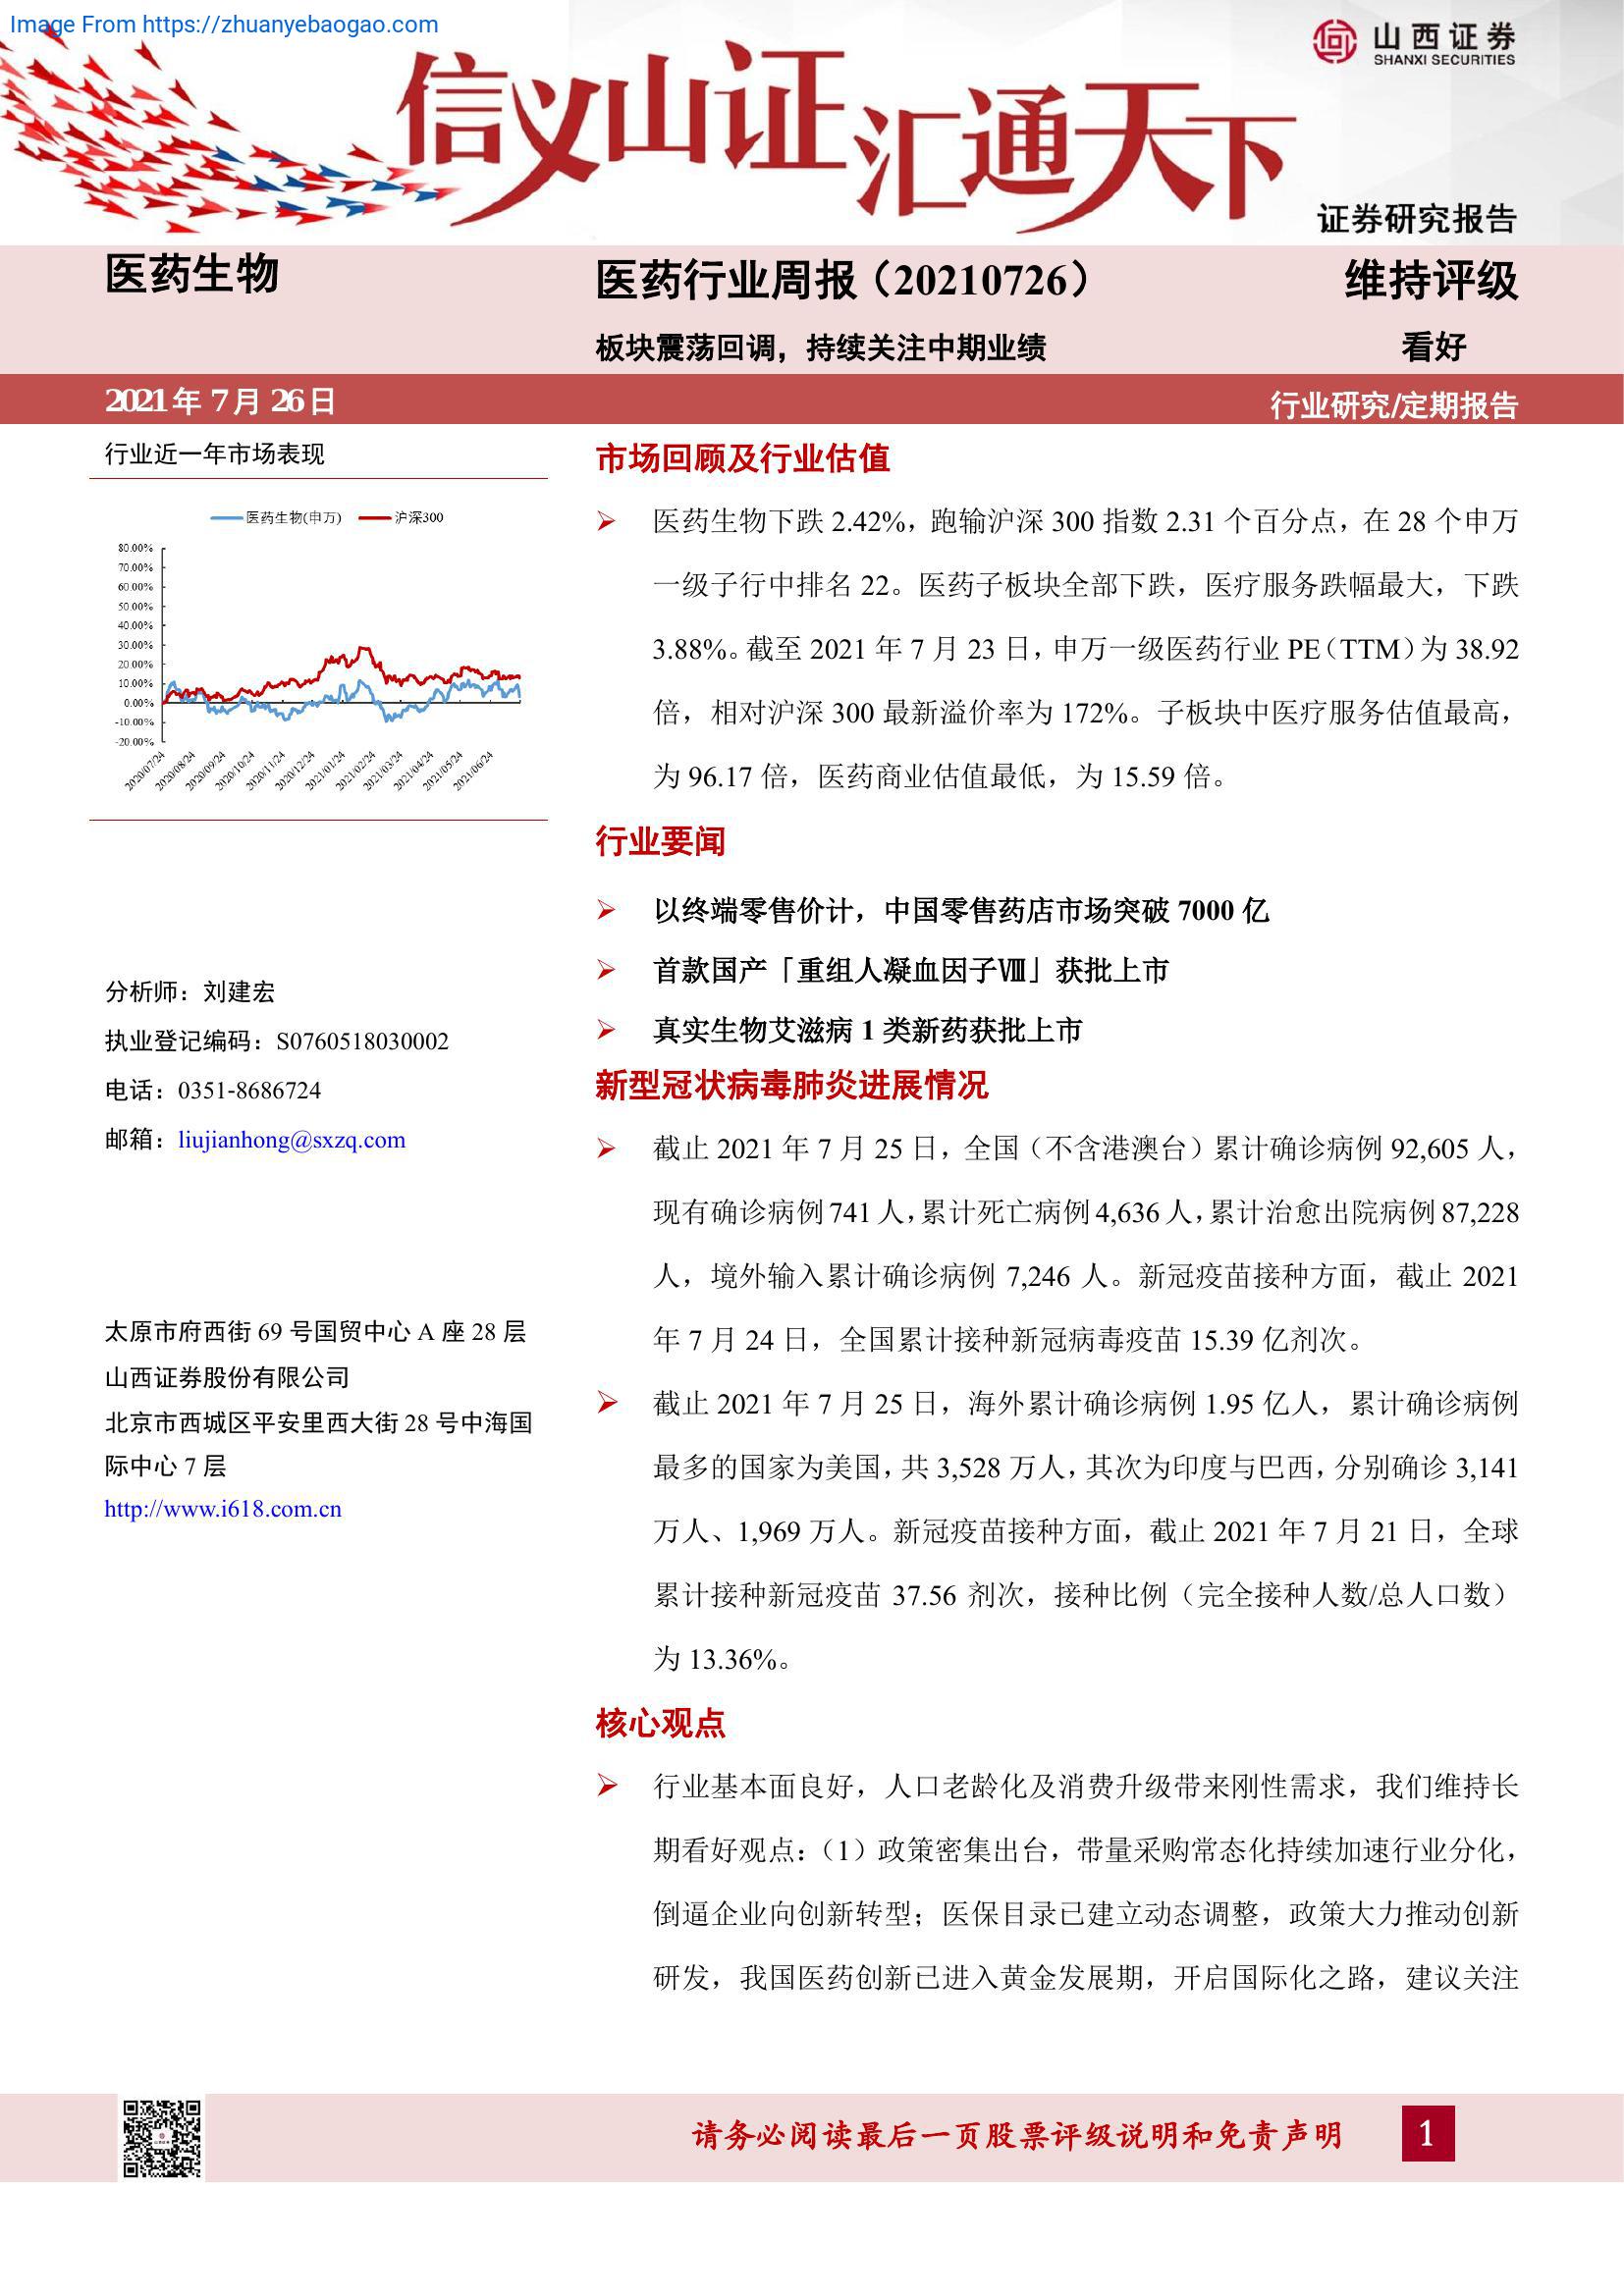 Image From https://zhuanyebaogao.com
山西证券
SHANXI SECURITIES
信义山证汇通天下
证券研究报告
医药生物
医药行业周报（20210726）
维持评级
板块震荡回调，持续关注中期业绩
看好
2021年 7月 26日
行业研究/定期报告
行业近一年市场表现
医药生物(申万) 沪深300
80.00%
70.00%
60.00%
50.00%
40.00%
30.00%
20.00%
10.00%
0.00%
-10.00%
-20.00%
2020/07/24 2020/08/24 2020/09/24 2020/10/24 2020/11/24 2020/12/24 2021/01/24 2021/02/24 2021/03/24 2021/04/24 2021/05/24 2021/06/24
分析师：刘建宏
执业登记编码：S0760518030002
电话：0351-8686724
邮箱：liujianhong@sxzq.com
太原市府西街 69 号国贸中心 A 座 28 层
山西证券股份有限公司
北京市西城区平安里西大街 28 号中海国
际中心 7 层
http://www.i618.com.cn
市场回顾及行业估值
医药生物下跌 2.42%，跑输沪深 300 指数 2.31 个百分点，在 28 个申万
一级子行中排名 22。医药子板块全部下跌，医疗服务跌幅最大，下跌
3.88%。截至 2021 年 7 月 23 日，申万一级医药行业 PE（TTM）为 38.92
倍，相对沪深 300 最新溢价率为 172%。子板块中医疗服务估值最高，
为 96.17 倍，医药商业估值最低，为 15.59 倍。
行业要闻
以终端零售价计，中国零售药店市场突破 7000 亿
首款国产「重组人凝血因子Ⅷ」获批上市
真实生物艾滋病 1 类新药获批上市
新型冠状病毒肺炎进展情况
截止 2021 年 7 月 25 日，全国（不含港澳台）累计确诊病例 92,605 人，
现有确诊病例 741 人，累计死亡病例 4,636 人，累计治愈出院病例 87,228
人，境外输入累计确诊病例 7,246 人。新冠疫苗接种方面，截止 2021
年 7 月 24 日，全国累计接种新冠病毒疫苗 15.39 亿剂次。
截止 2021 年 7 月 25 日，海外累计确诊病例 1.95 亿人，累计确诊病例
最多的国家为美国，共 3,528 万人，其次为印度与巴西，分别确诊 3,141
万人、1,969 万人。新冠疫苗接种方面，截止 2021 年 7 月 21 日，全球
累计接种新冠疫苗 37.56 剂次，接种比例（完全接种人数/总人口数）
为 13.36%。
核心观点
行业基本面良好，人口老龄化及消费升级带来刚性需求，我们维持长
期看好观点：（1）政策密集出台，带量采购常态化持续加速行业分化，
倒逼企业向创新转型；医保目录已建立动态调整，政策大力推动创新
研发，我国医药创新已进入黄金发展期，开启国际化之路，建议关注
请务必阅读最后一页股票评级说明和免责声明
1